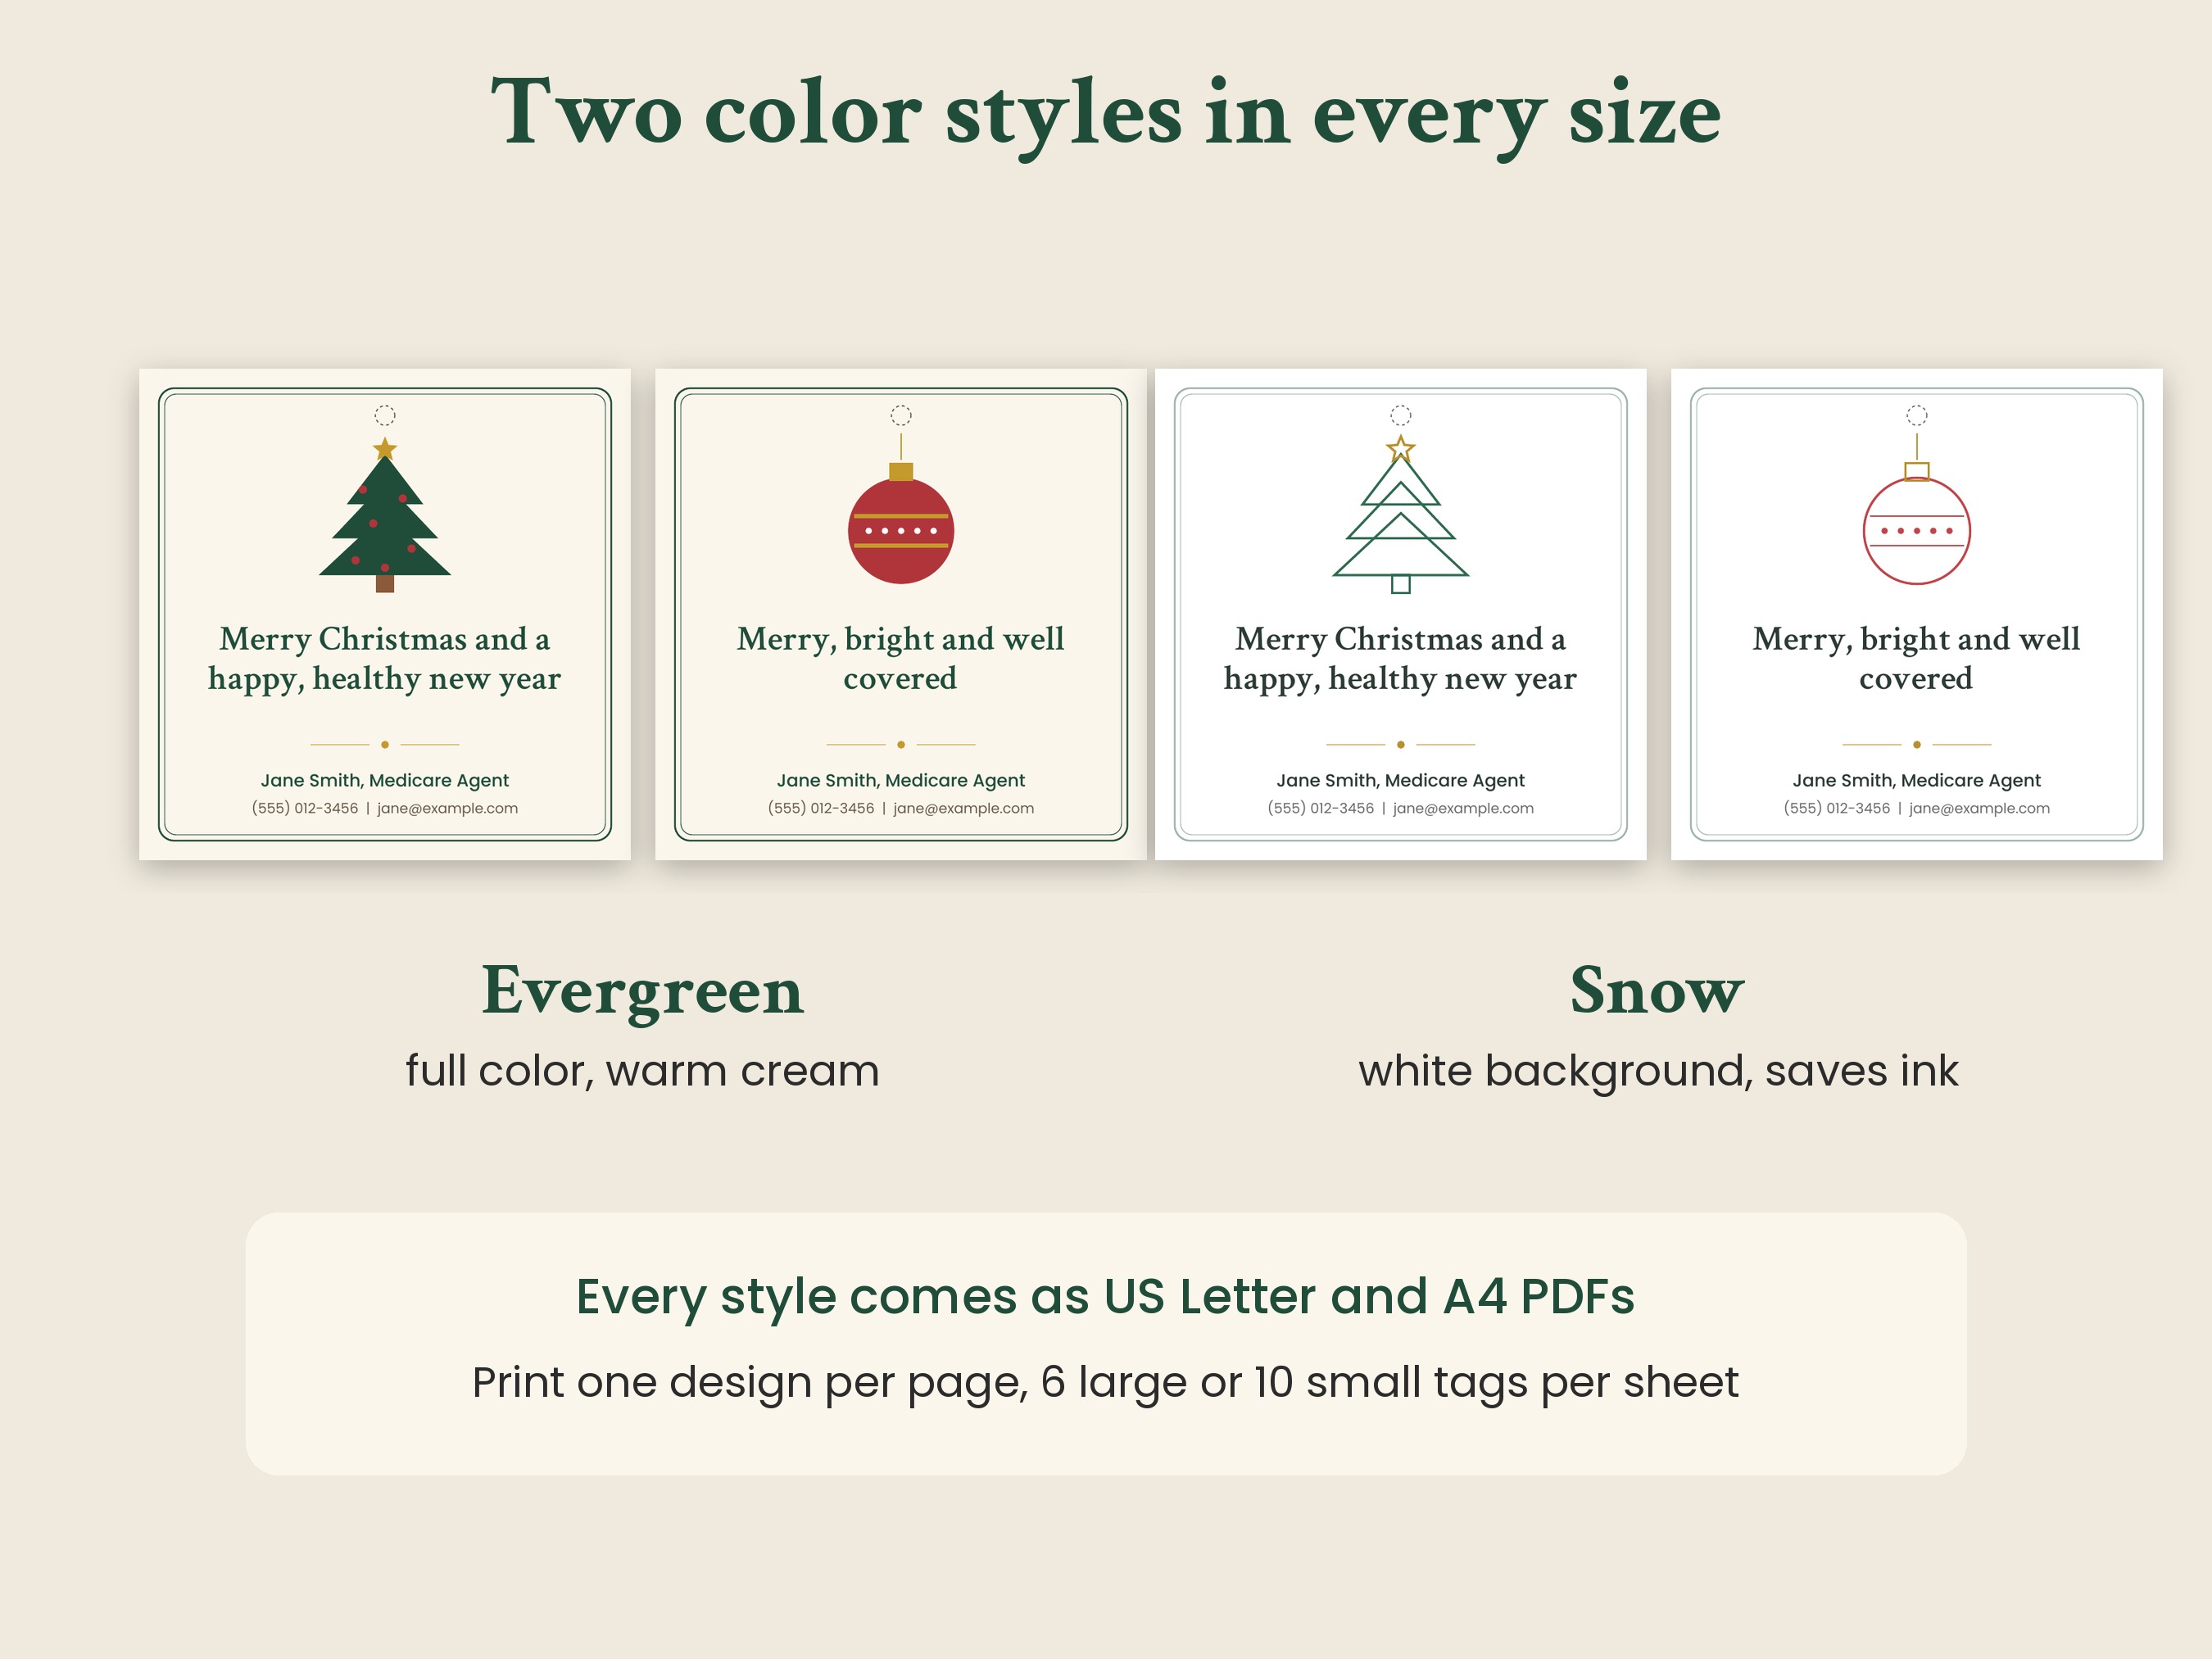 Two color styles in every size
Merry Christmas and a
happy, healthy new year
Jane Smith, Medicare Agent
(555) 012-3456 | jane@example.com
Merry, bright and well
covered
Jane Smith, Medicare Agent
(555) 012-3456 | jane@example.com
Merry Christmas and a
happy, healthy new year
Jane Smith, Medicare Agent
(555) 012-3456 | jane@example.com
Merry, bright and well
covered
Jane Smith, Medicare Agent
(555) 012-3456 | jane@example.com
Evergreen
full color, warm cream
Snow
white background, saves ink
Every style comes as US Letter and A4 PDFs
Print one design per page, 6 large or 10 small tags per sheet